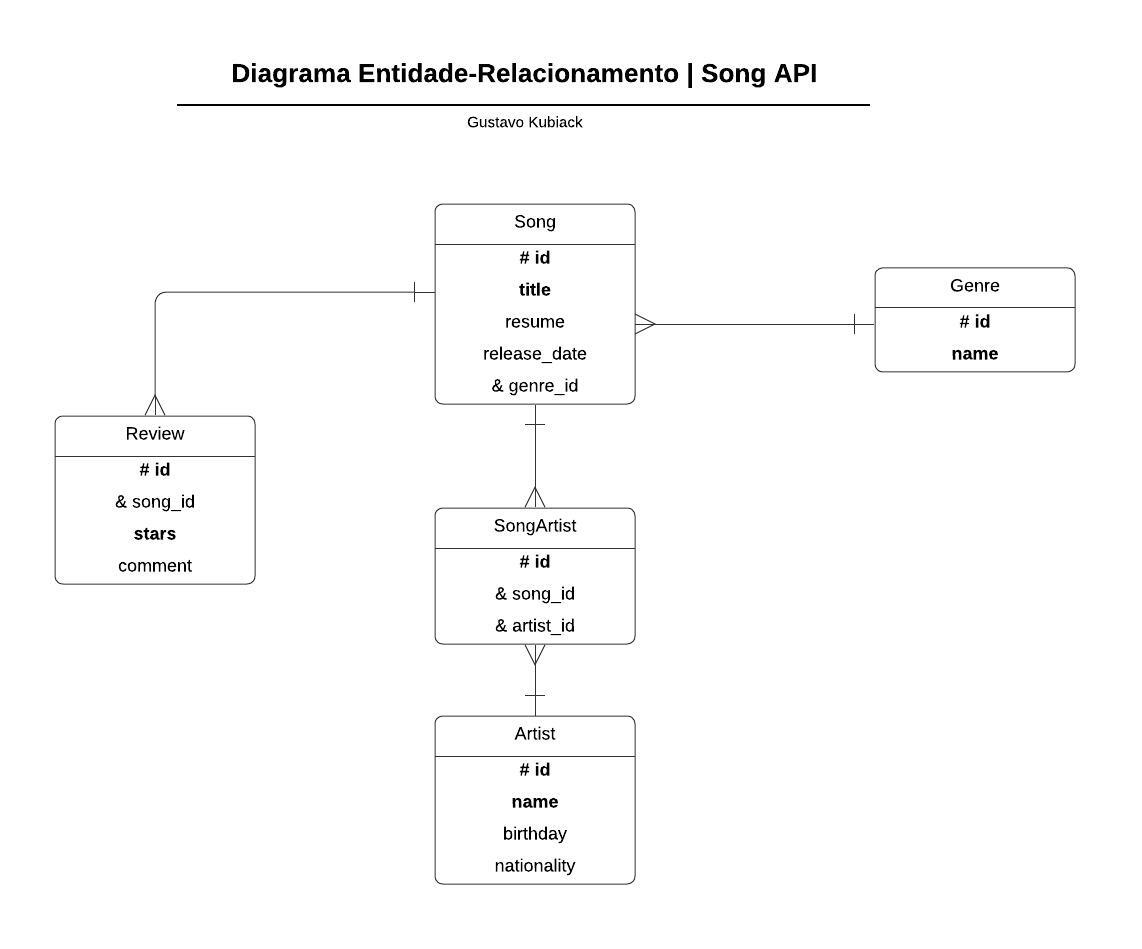 Diagrama Entidade-Relacionamento | Song API
Gustavo Kubiack
Song
# id
title
resume
release_date
& genre_id
Genre
# id
name
Review
# id
& song_id
stars
comment
SongArtist
# id
& song_id
& artist_id
Artist
# id
name
birthday
nationality